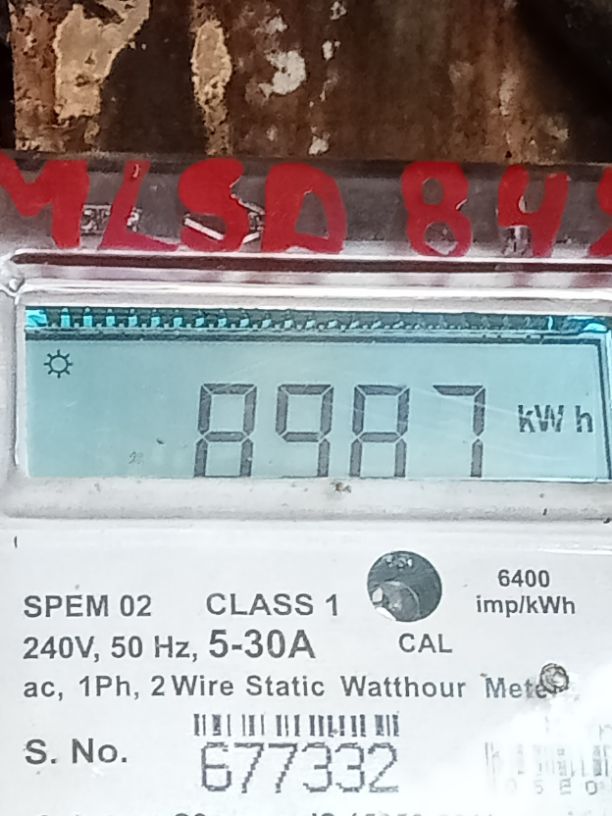 MLSD 845
8987 kWh
6400
SPEM 02 CLASS 1 imp/kWh
240V, 50 Hz, 5-30A CAL
ac, 1Ph, 2 Wire Static Watthour Meter
S. No. 677332